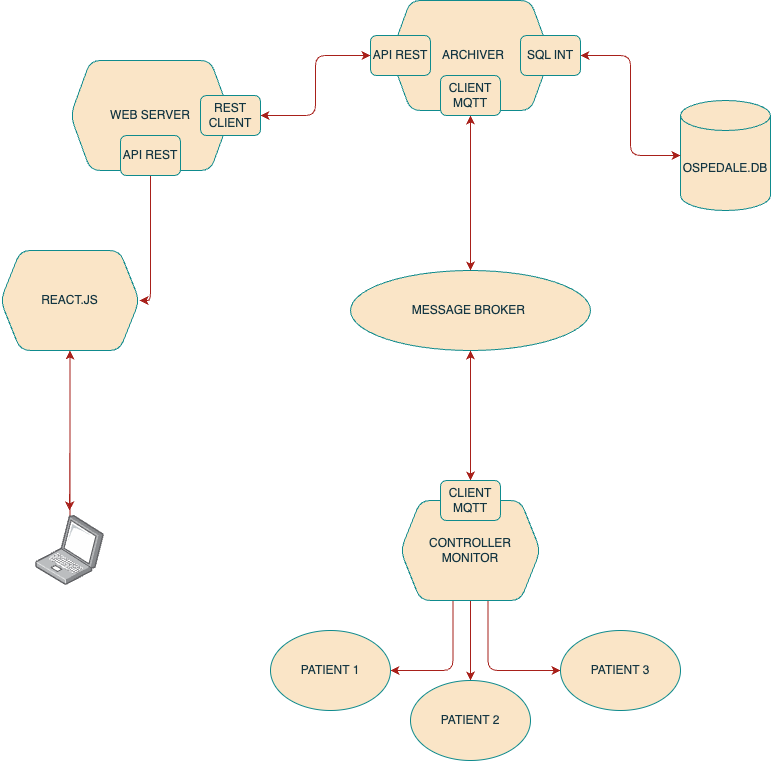 API REST
ARCHIVER
SQL INT
CLIENT
MQTT
WEB SERVER
REST
CLIENT
API REST
OSPEDALE.DB
REACT.JS
MESSAGE BROKER
CLIENT
MQTT
CONTROLLER
MONITOR
PATIENT 1
PATIENT 2
PATIENT 3